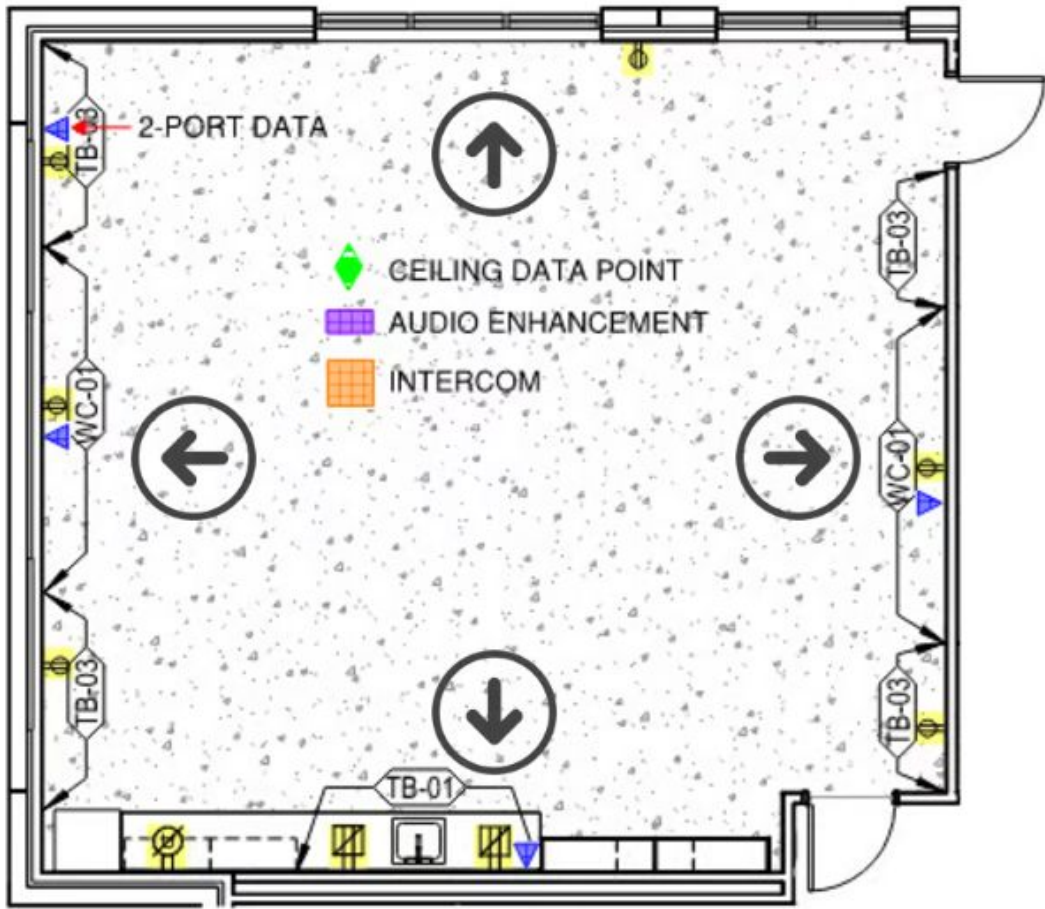 TB-03
2-PORT DATA
TB-03
CEILING DATA POINT
AUDIO ENHANCEMENT
INTERCOM
WC-01
WC-01
TB-03
TB-03
TB-01